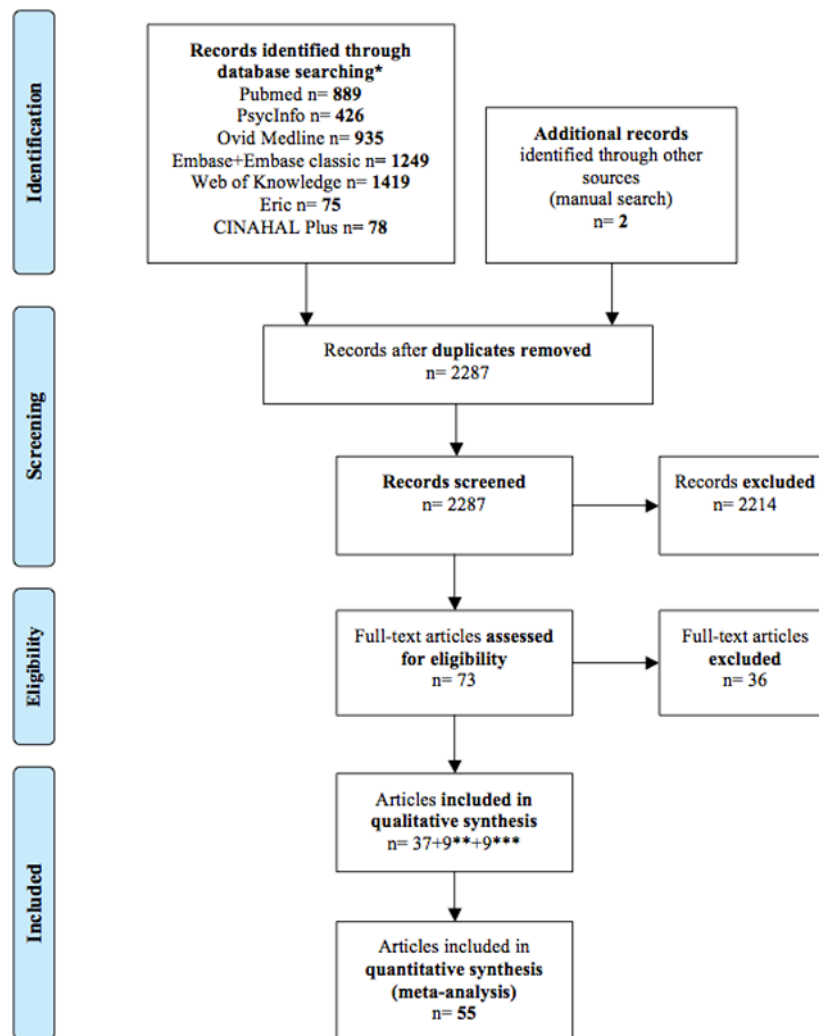 Identification
Records identified through
database searching*
Pubmed n= 889
PsycInfo n= 426
Ovid Medline n= 935
Embase+Embase classic n= 1249
Web of Knowledge n= 1419
Eric n= 75
CINAHAL Plus n= 78
Additional records
identified through other
sources
(manual search)
n= 2
Screening
Records after duplicates removed
n= 2287
Records screened
n= 2287
Records excluded
n= 2214
Eligibility
Full-text articles assessed
for eligibility
n= 73
Full-text articles
excluded
n= 36
Included
Articles included in
qualitative synthesis
n= 37+9**+9***
Articles included in
quantitative synthesis
(meta-analysis)
n= 55